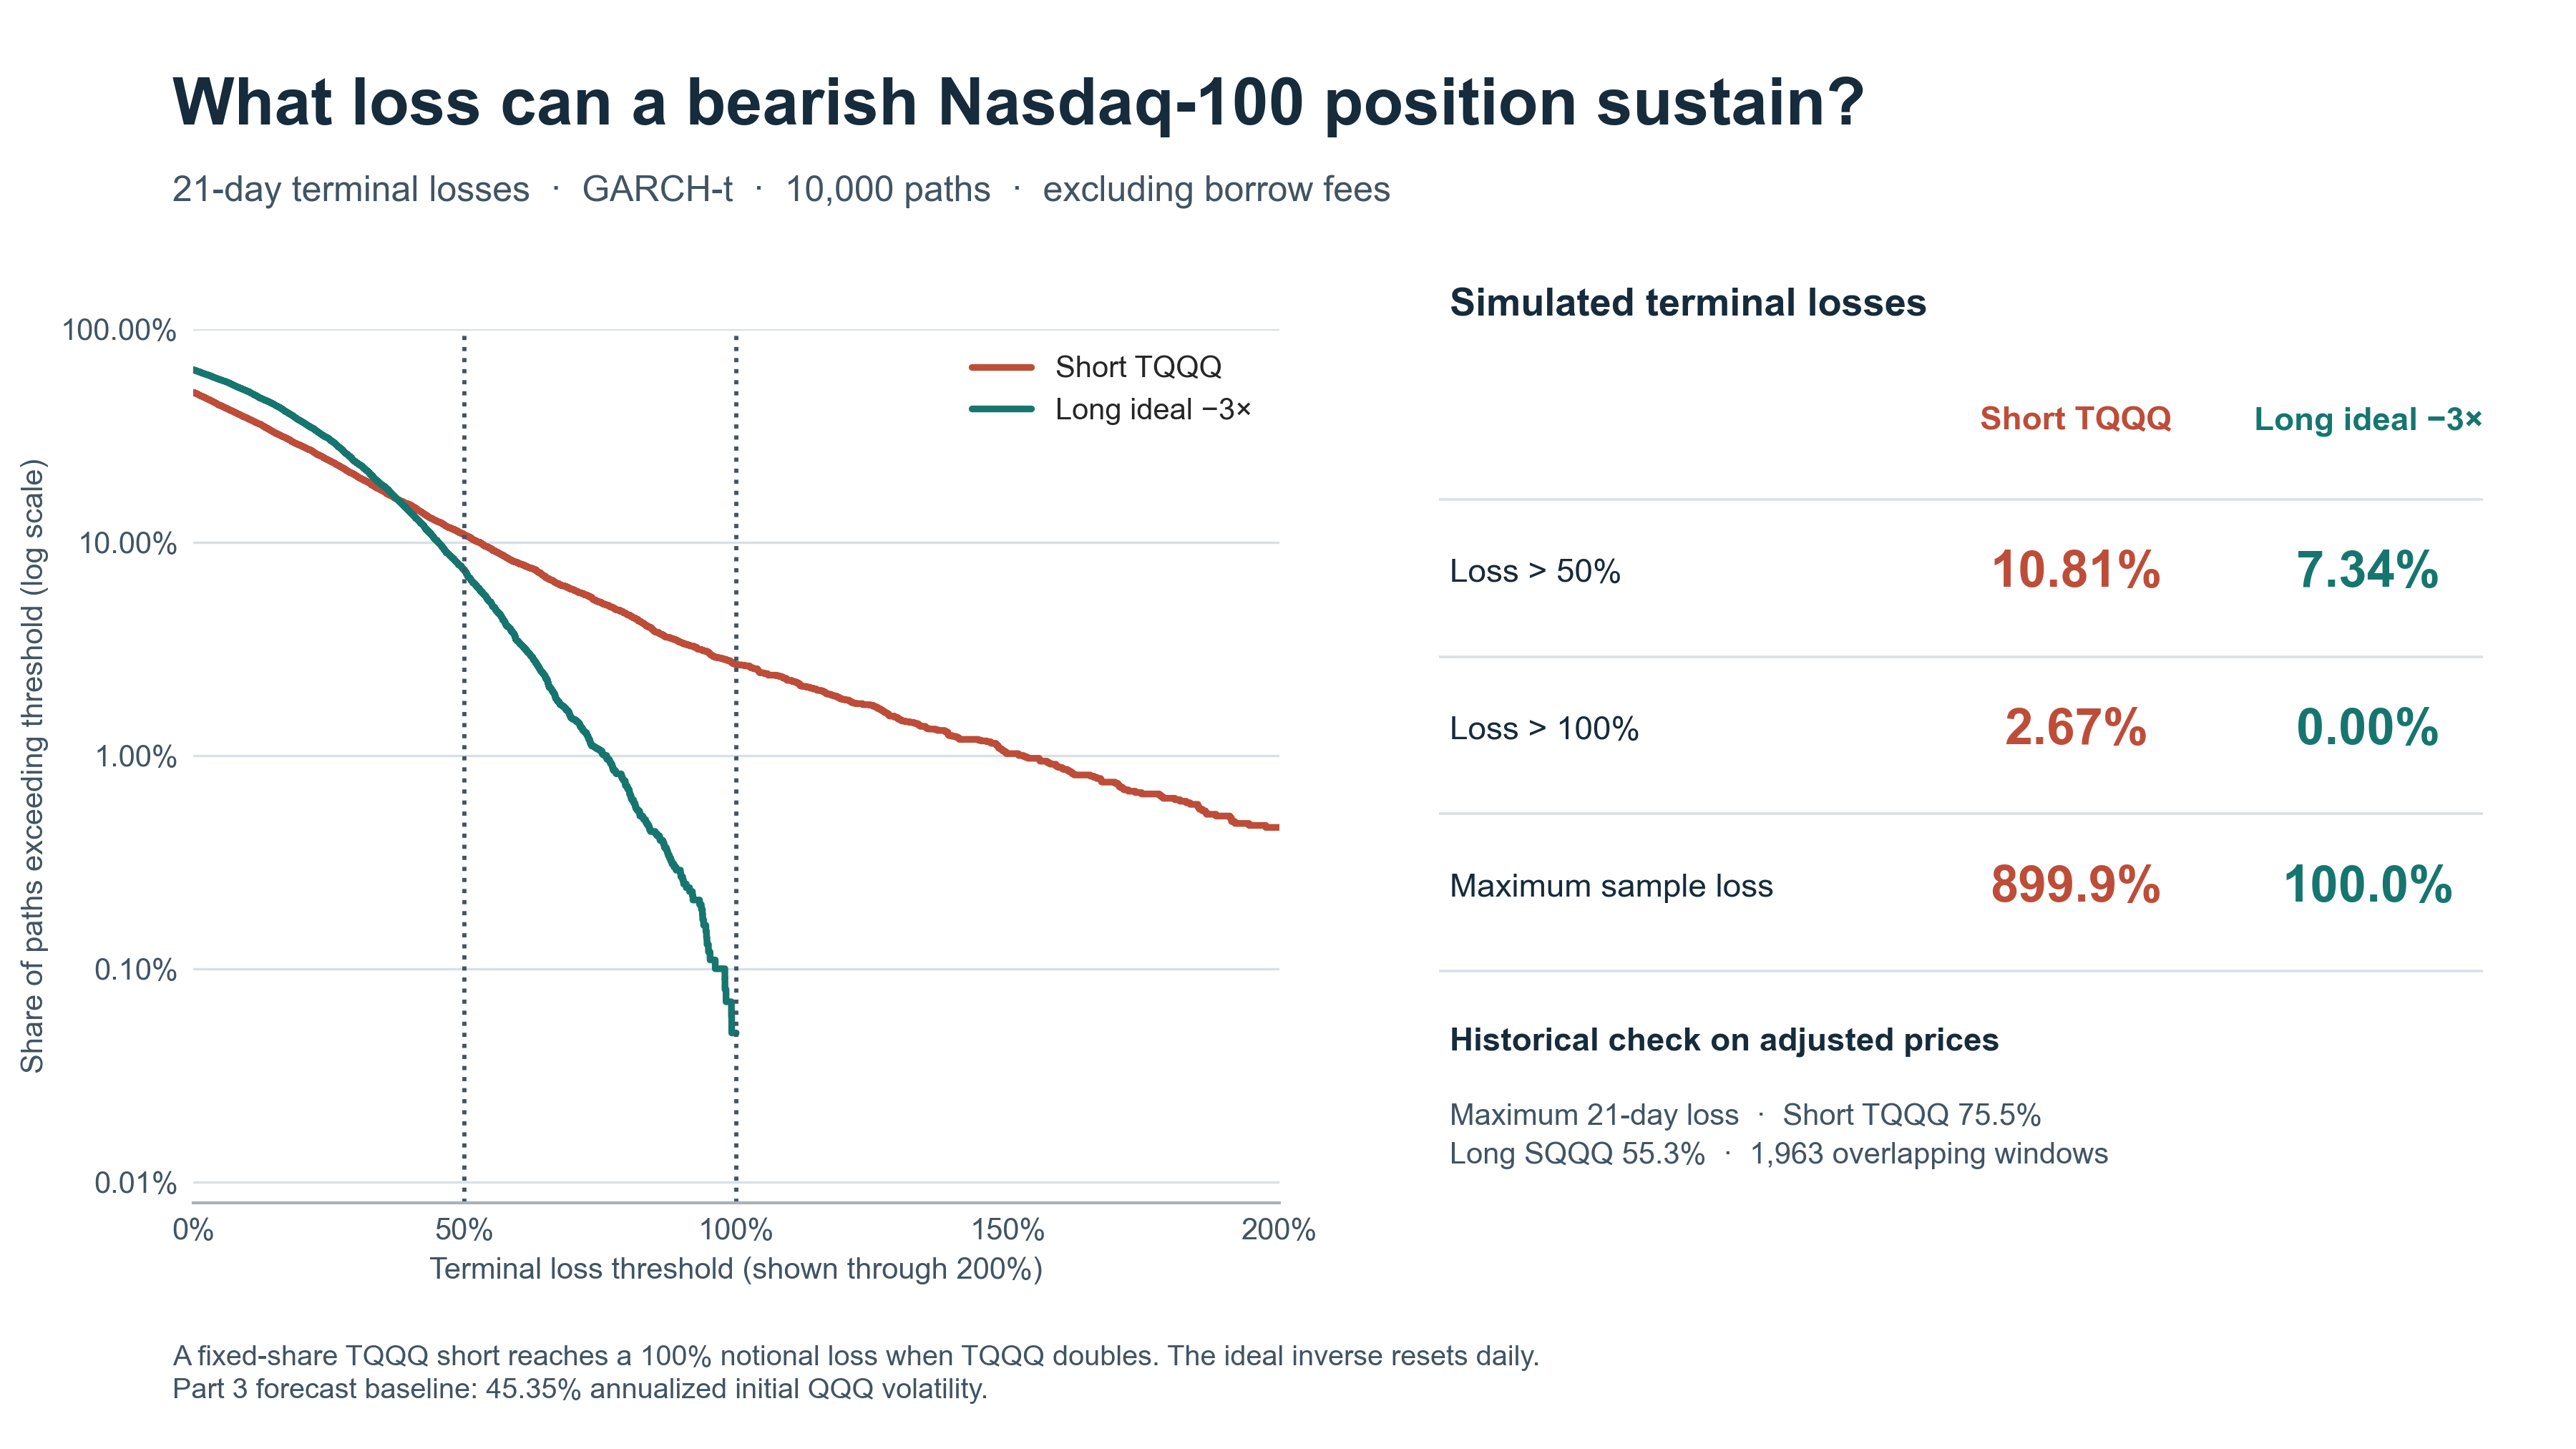 What loss can a bearish Nasdaq-100 position sustain?
21-day terminal losses · GARCH-t · 10,000 paths · excluding borrow fees
Share of paths exceeding threshold (log scale)
100.00%
10.00%
1.00%
0.10%
0.01%
Short TQQQ
Long ideal −3×
0%
50%
100%
150%
200%
Terminal loss threshold (shown through 200%)
Simulated terminal losses
Short TQQQ
Long ideal −3×
Loss > 50%
10.81%
7.34%
Loss > 100%
2.67%
0.00%
Maximum sample loss
899.9%
100.0%
Historical check on adjusted prices
Maximum 21-day loss · Short TQQQ 75.5%
Long SQQQ 55.3% · 1,963 overlapping windows
A fixed-share TQQQ short reaches a 100% notional loss when TQQQ doubles. The ideal inverse resets daily.
Part 3 forecast baseline: 45.35% annualized initial QQQ volatility.